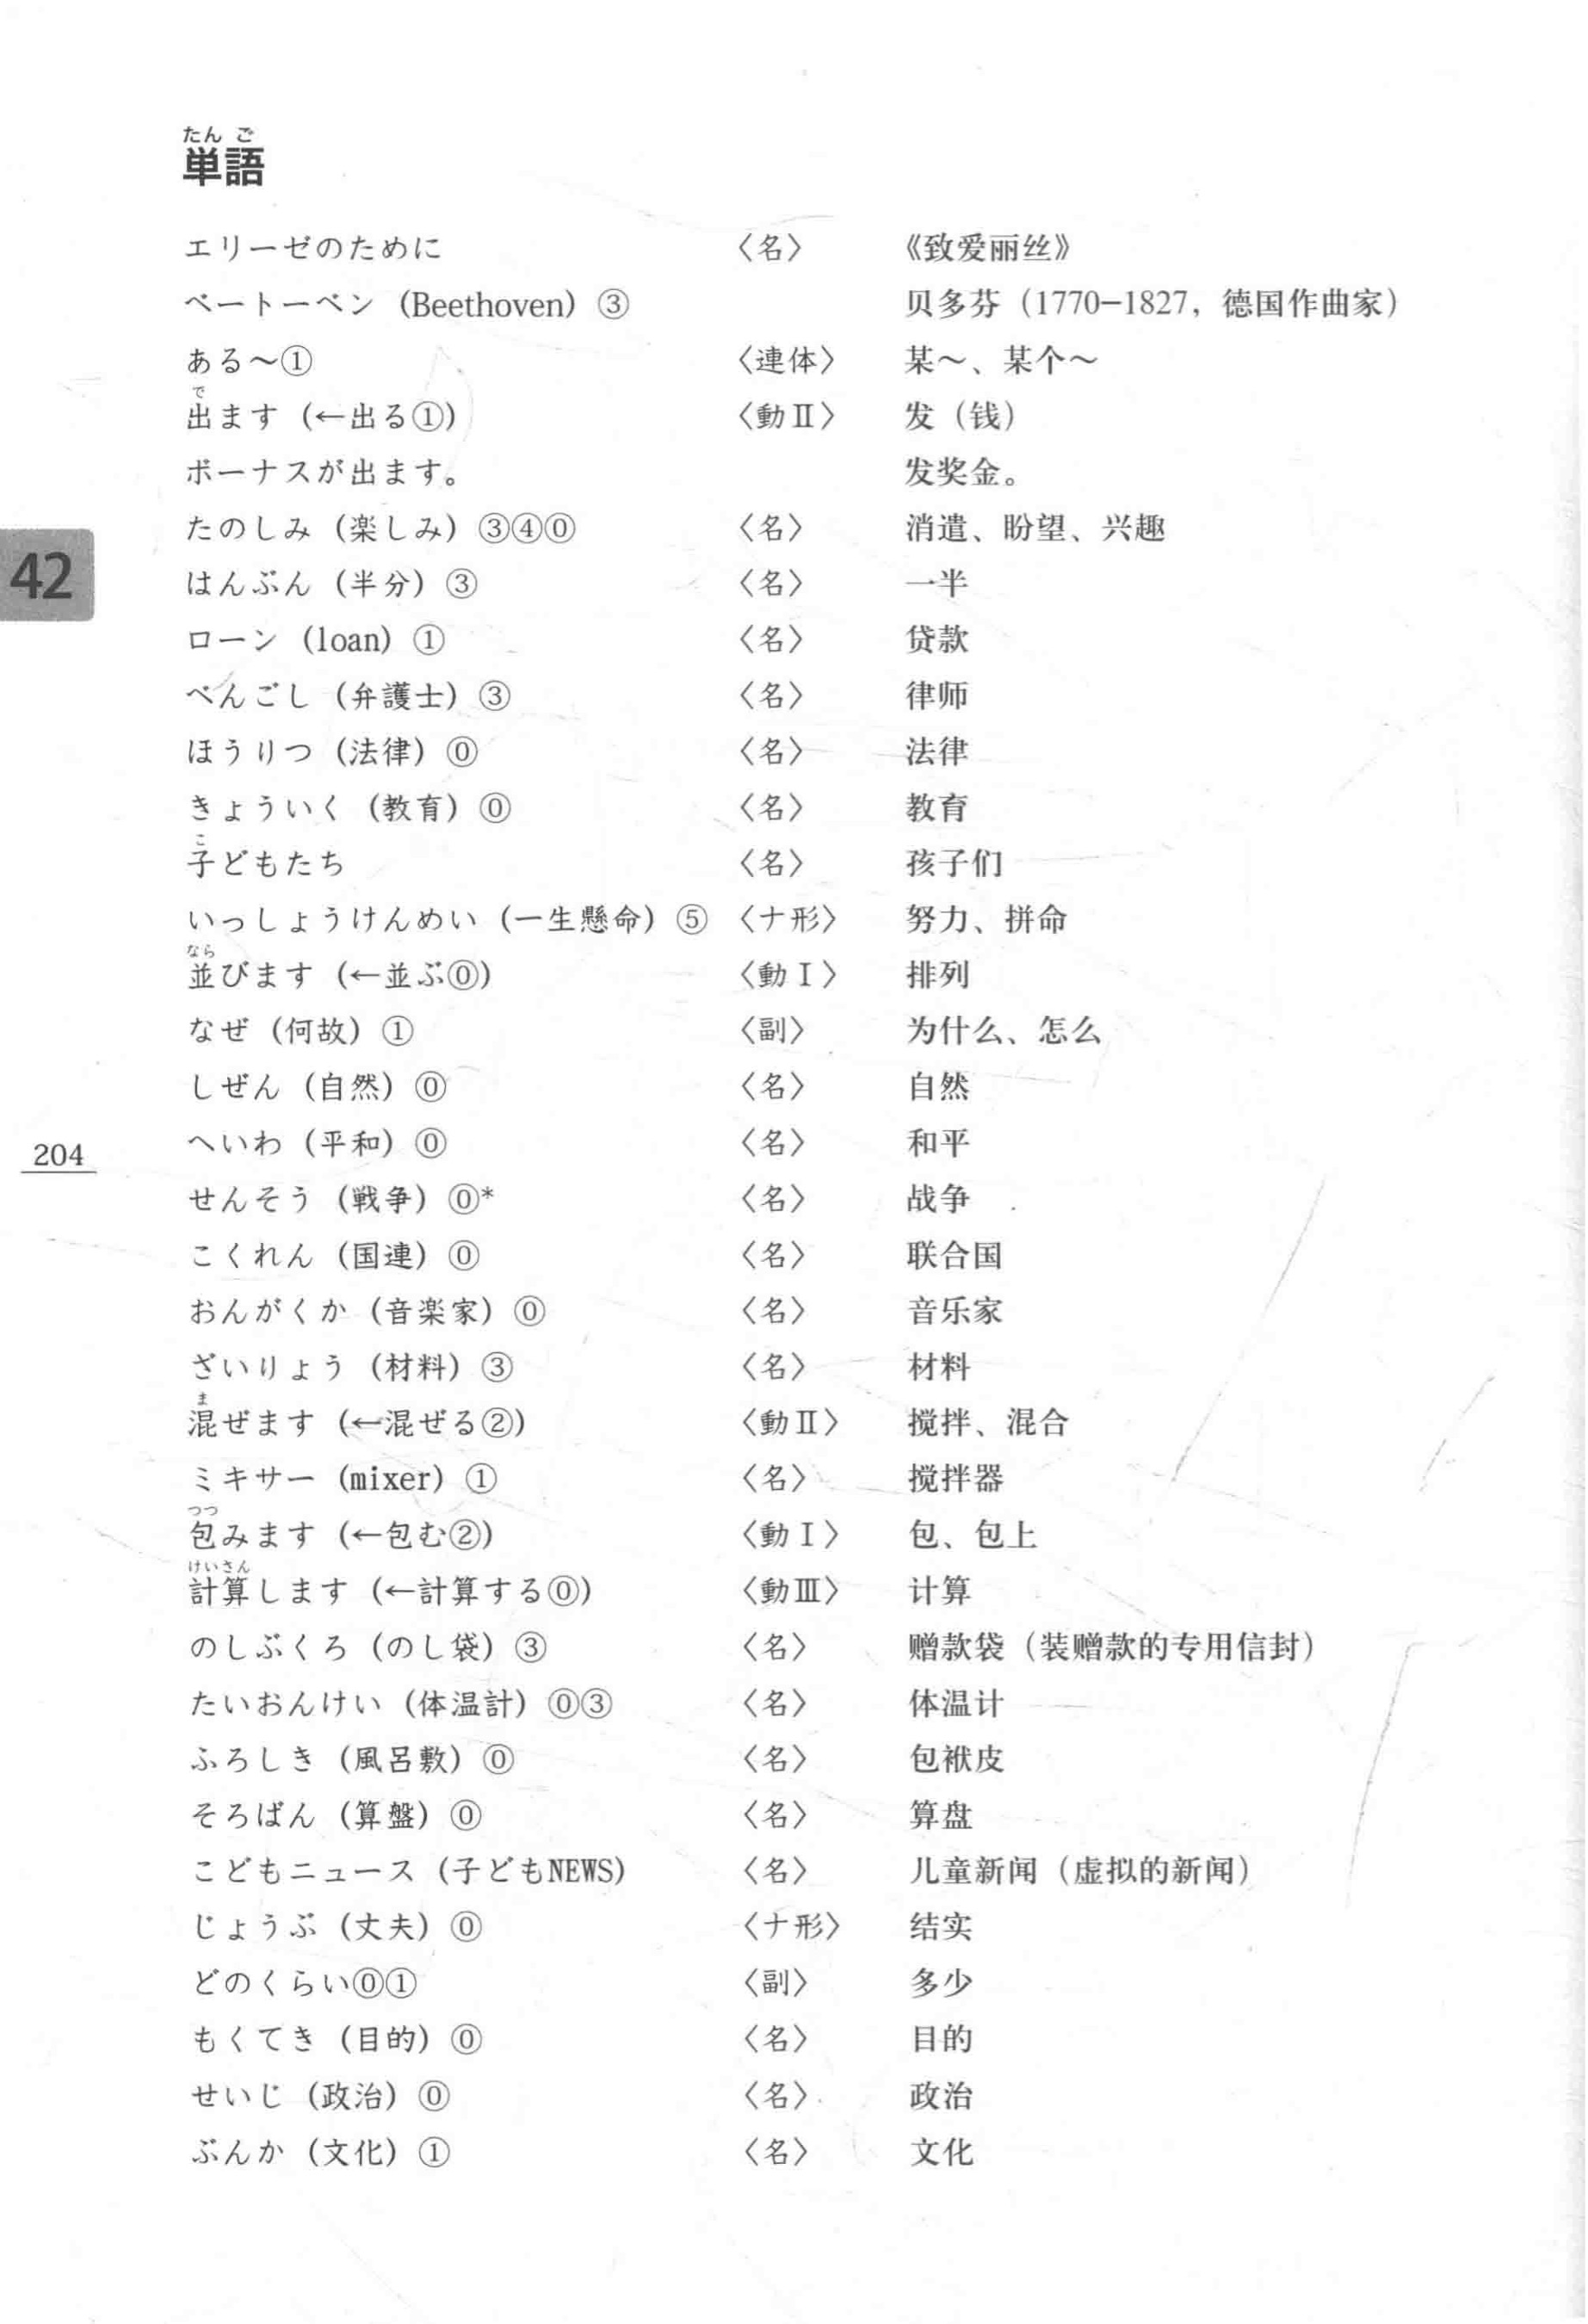 たんご
単語
エリーゼのために 〈名〉 《致爱丽丝》
ベートーベン（Beethoven）③ 贝多芬（1770－1827，德国作曲家）
ある～① 〈連体〉 某～、某个～
で
出ます（←出る①） 〈動Ⅱ〉 发（钱）
ボーナスが出ます。 发奖金。
たのしみ（楽しみ）③④⓪ 〈名〉 消遣、盼望、兴趣
42
はんぶん（半分）③ 〈名〉 一半
ローン（loan）① 〈名〉 贷款
べんごし（弁護士）③ 〈名〉 律师
ほうりつ（法律）⓪ 〈名〉 法律
きょういく（教育）⓪ 〈名〉 教育
こ
子どもたち 〈名〉 孩子们
いっしょうけんめい（一生懸命）⑤ 〈ナ形〉 努力、拼命
なら
並びます（←並ぶ⓪） 〈動Ⅰ〉 排列
なぜ（何故）① 〈副〉 为什么、怎么
しぜん（自然）⓪ 〈名〉 自然
へいわ（平和）⓪ 〈名〉 和平
204
せんそう（戦争）⓪* 〈名〉 战争
こくれん（国連）⓪ 〈名〉 联合国
おんがくか（音楽家）⓪ 〈名〉 音乐家
ざいりょう（材料）③ 〈名〉 材料
ま
混ぜます（←混ぜる②） 〈動Ⅱ〉 搅拌、混合
ミキサー（mixer）① 〈名〉 搅拌器
つつ
包みます（←包む②） 〈動Ⅰ〉 包、包上
けいさん
計算します（←計算する⓪） 〈動Ⅲ〉 计算
のしぶくろ（のし袋）③ 〈名〉 赠款袋（装赠款的专用信封）
たいおんけい（体温計）⓪③ 〈名〉 体温计
ふろしき（風呂敷）⓪ 〈名〉 包袱皮
そろばん（算盤）⓪ 〈名〉 算盘
こどもニュース（子どもNEWS） 〈名〉 儿童新闻（虚拟的新闻）
じょうぶ（丈夫）⓪ 〈ナ形〉 结实
どのくらい⓪① 〈副〉 多少
もくてき（目的）⓪ 〈名〉 目的
せいじ（政治）⓪ 〈名〉 政治
ぶんか（文化）① 〈名〉 文化